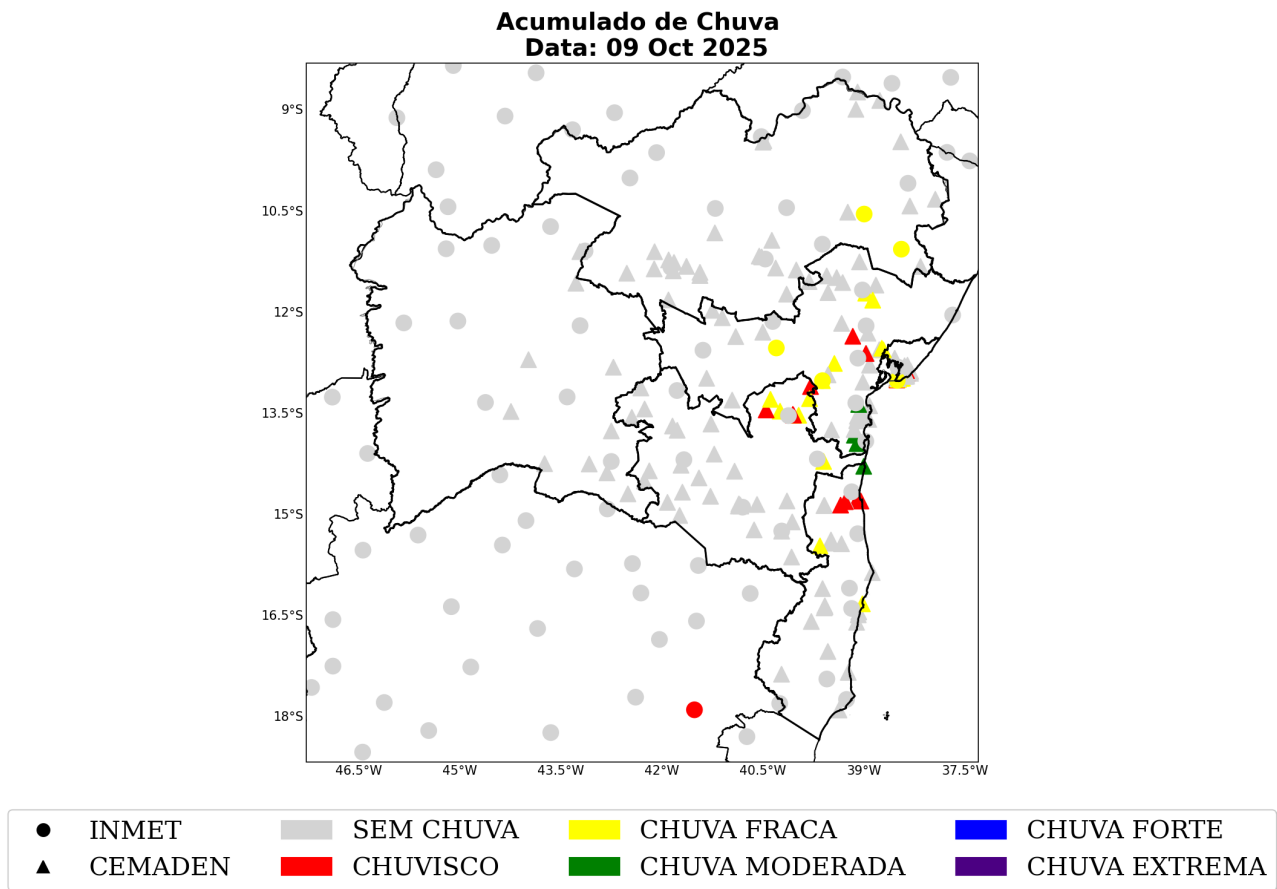 Acumulado de Chuva
Data: 09 Oct 2025
9°S
10.5°S
12°S
13.5°S
15°S
16.5°S
18°S
46.5°W 45°W 43.5°W 42°W 40.5°W 39°W 37.5°W
INMET SEM CHUVA CHUVA FRACA CHUVA FORTE
CEMADEN CHUVISCO CHUVA MODERADA CHUVA EXTREMA